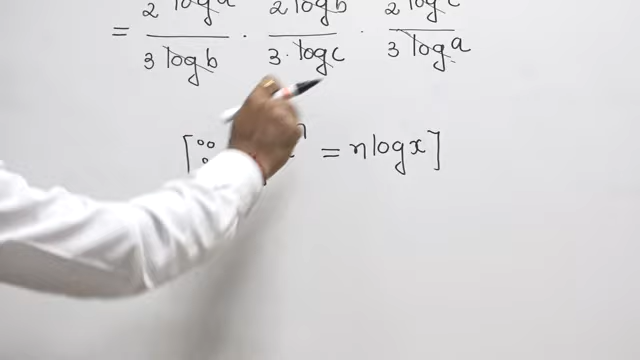 2 log a 2 log b 2 log c
= ――― · ――― · ―――
3 log b 3 · log c 3 log a
[∵ n = n log x]